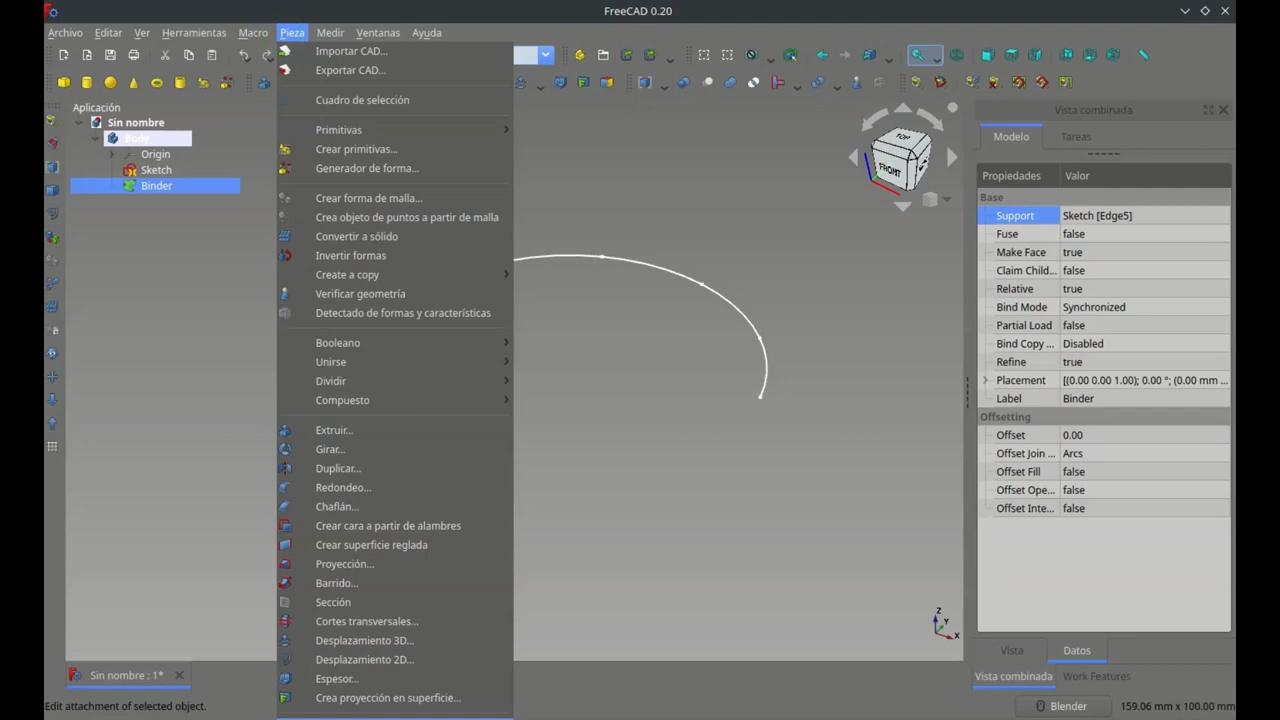 FreeCAD 0.20
Archivo Editar Ver Herramientas Macro Pieza Medir Ventanas Ayuda
Importar CAD...
Exportar CAD...
Cuadro de selección
Primitivas
Crear primitivas...
Generador de forma...
Crear forma de malla...
Crea objeto de puntos a partir de malla
Convertir a sólido
Invertir formas
Create a copy
Verificar geometría
Detectado de formas y características
Booleano
Unirse
Dividir
Compuesto
Extruir...
Girar...
Duplicar...
Redondeo...
Chaflán...
Crear cara a partir de alambres
Crear superficie reglada
Proyección...
Barrido...
Sección
Cortes transversales...
Desplazamiento 3D...
Desplazamiento 2D...
Espesor...
Crea proyección en superficie...
Aplicación
Sin nombre
Body
Origin
Sketch
Binder
TOP
FRONT
Z
Y
X
Vista combinada
Modelo Tareas
Propiedades Valor
Base
Support Sketch [Edge5]
Fuse false
Make Face true
Claim Child... false
Relative true
Bind Mode Synchronized
Partial Load false
Bind Copy ... Disabled
Refine true
Placement [(0.00 0.00 1.00); 0.00 °; (0.00 mm ...
Label Binder
Offsetting
Offset 0.00
Offset Join ... Arcs
Offset Fill false
Offset Ope... false
Offset Inte... false
Vista Datos
Vista combinada Work Features
Sin nombre : 1*
Edit attachment of selected object.
Blender
159.06 mm x 100.00 mm